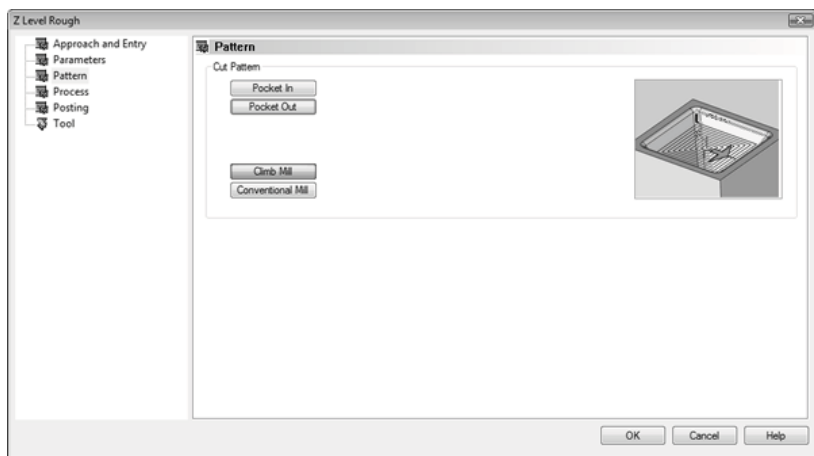 Z Level Rough
Approach and Entry
Parameters
Pattern
Process
Posting
Tool
Pattern
Cut Pattern
Pocket In
Pocket Out
Climb Mill
Conventional Mill
OK
Cancel
Help